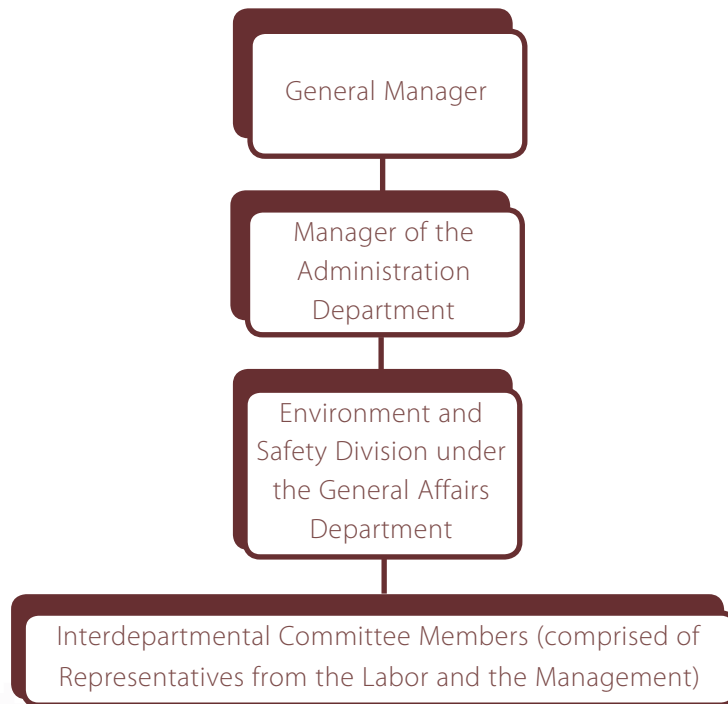 General Manager
Manager of the
Administration
Department
Environment and
Safety Division under
the General Affairs
Department
Interdepartmental Committee Members (comprised of
Representatives from the Labor and the Management)